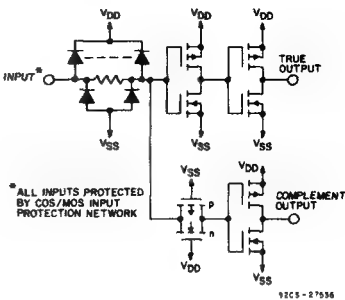 VDD
VDD
VDD
INPUT*
TRUE
OUTPUT
VSS
VSS
VSS
VSS
VDD
*ALL INPUTS PROTECTED
BY COS/MOS INPUT
PROTECTION NETWORK
p
n
COMPLEMENT
OUTPUT
VDD
VSS
92CS-27536